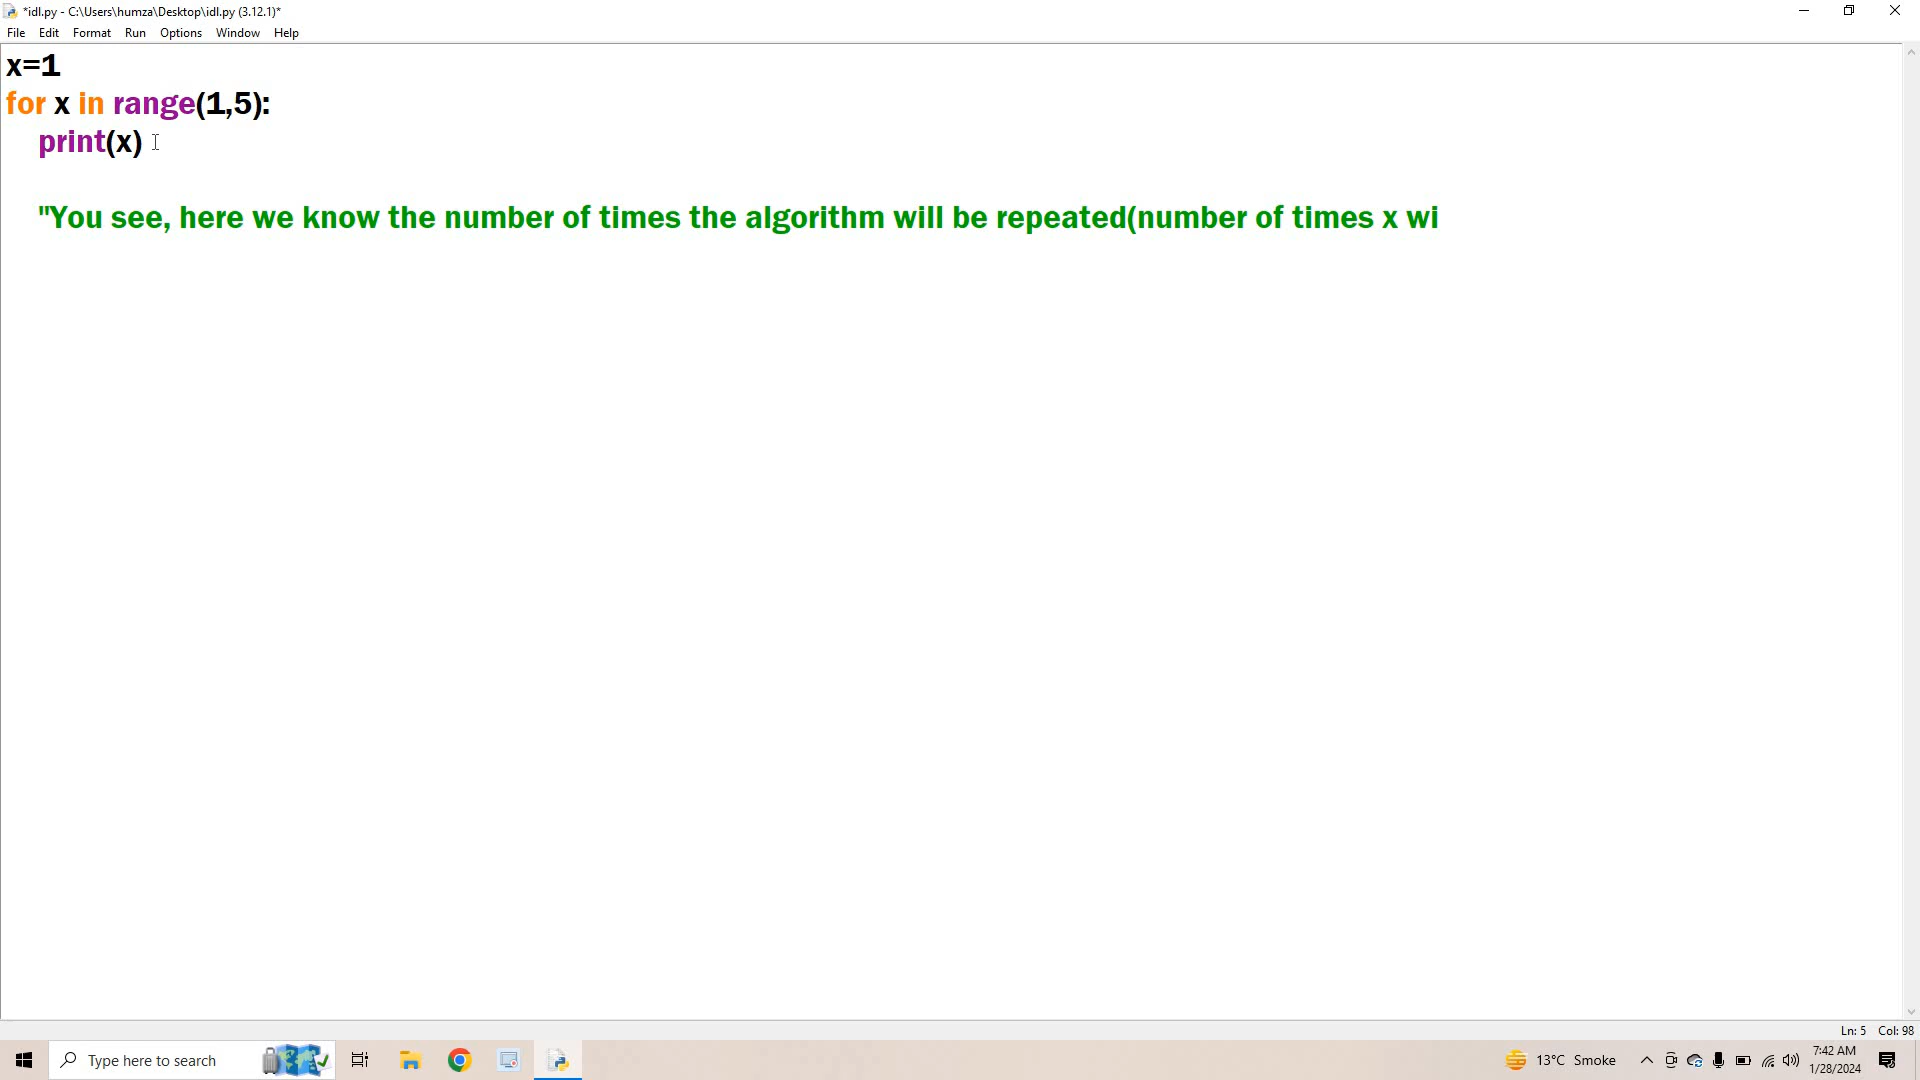 *idl.py - C:\Users\humza\Desktop\idl.py (3.12.1)*
File Edit Format Run Options Window Help
x=1
for x in range(1,5):
    print(x)
    "You see, here we know the number of times the algorithm will be repeated(number of times x wi
Ln: 5 Col: 98
Type here to search
13°C Smoke
7:42 AM
1/28/2024